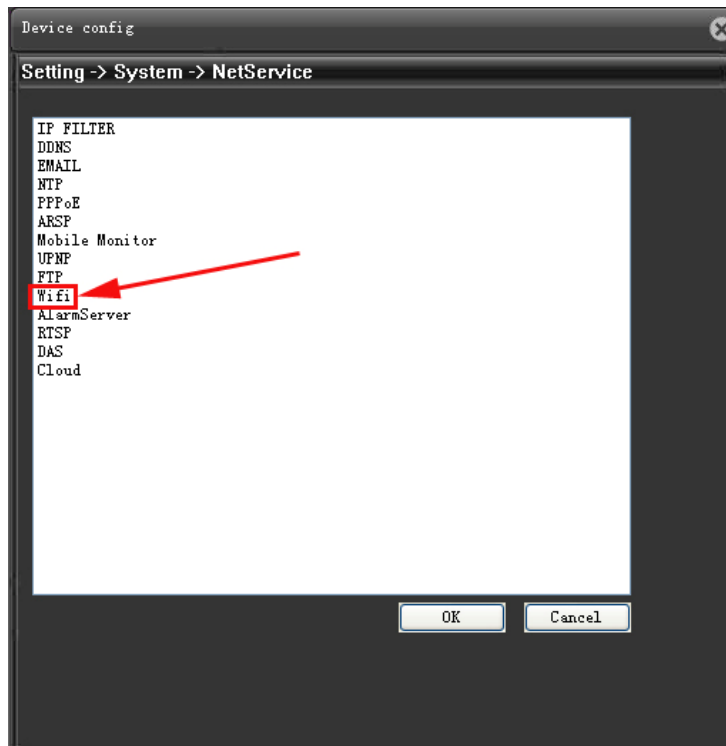 Device config
Setting -> System -> NetService
IP FILTER
DDNS
EMAIL
NTP
PPPoE
ARSP
Mobile Monitor
UPNP
FTP
Wifi
AlarmServer
RTSP
DAS
Cloud
OK
Cancel